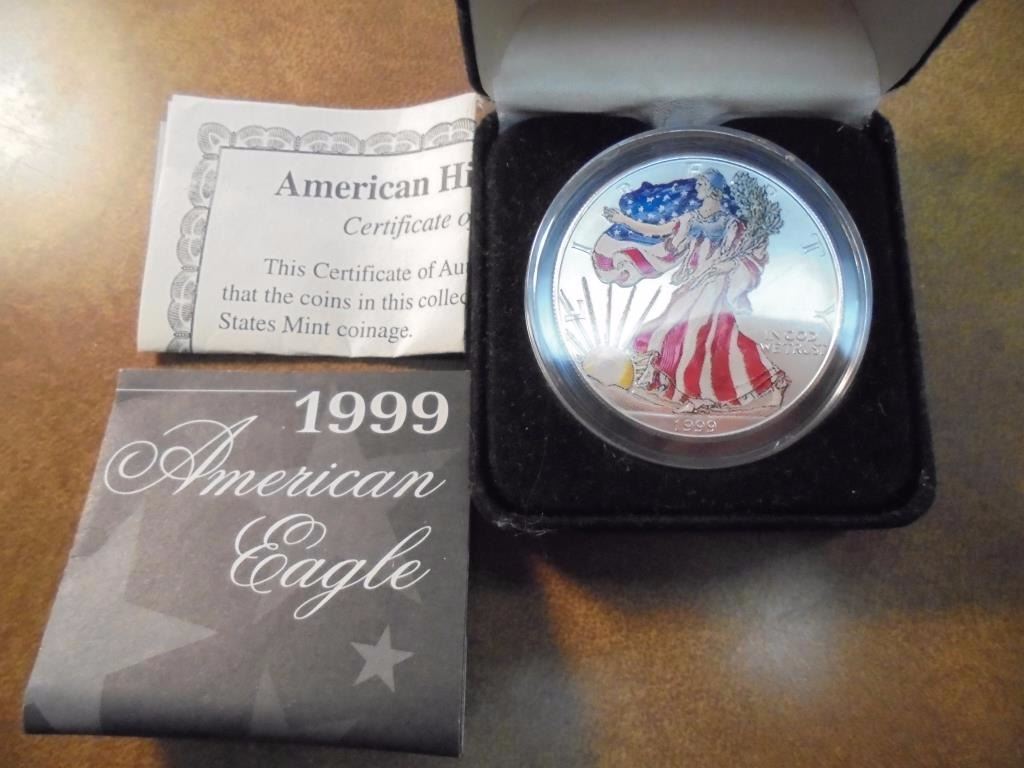 American Hi
Certificate o
This Certificate of Au
that the coins in this collec
States Mint coinage.
1999
American
Eagle
LIBERTY
IN GOD
WE TRUST
1999